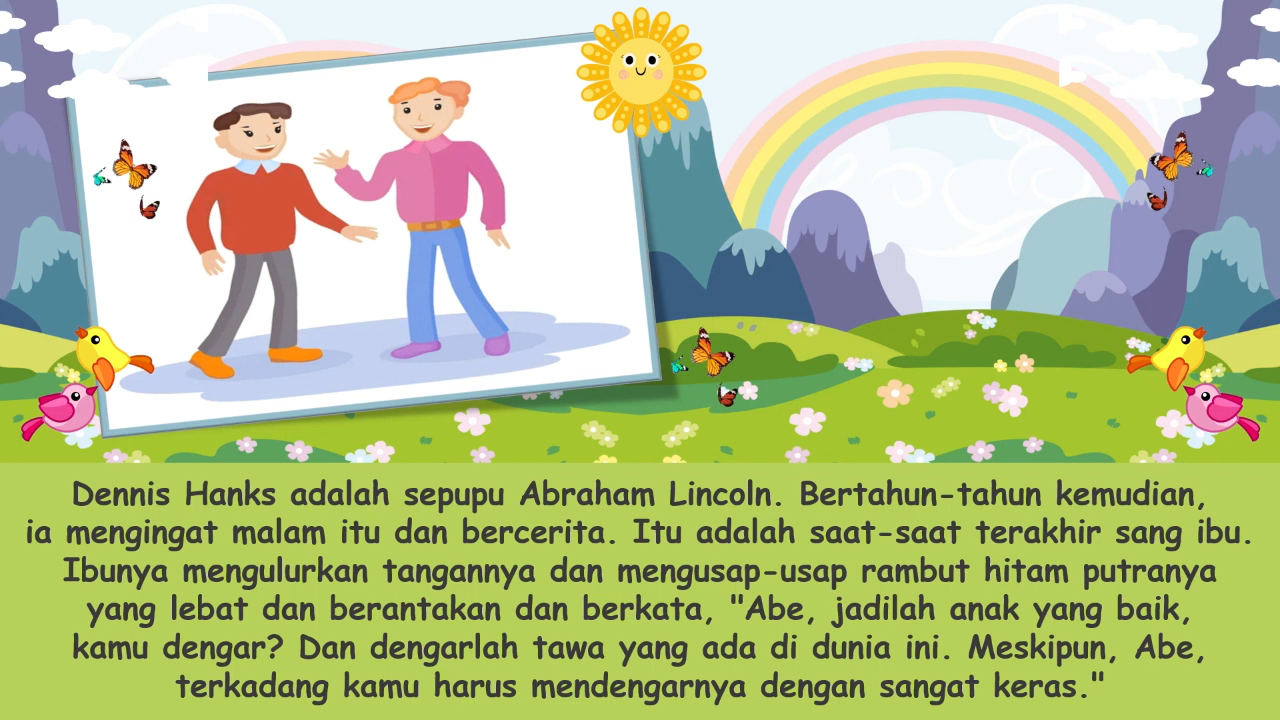 Dennis Hanks adalah sepupu Abraham Lincoln. Bertahun-tahun kemudian,
ia mengingat malam itu dan bercerita. Itu adalah saat-saat terakhir sang ibu.
Ibunya mengulurkan tangannya dan mengusap-usap rambut hitam putranya
yang lebat dan berantakan dan berkata, "Abe, jadilah anak yang baik,
kamu dengar? Dan dengarlah tawa yang ada di dunia ini. Meskipun, Abe,
terkadang kamu harus mendengarnya dengan sangat keras."